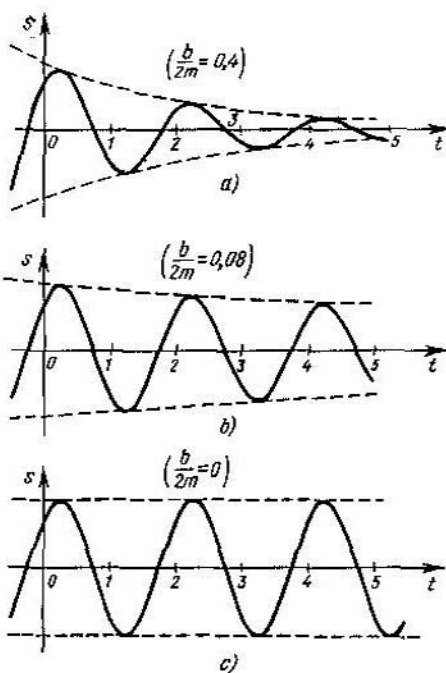 S
(b/2m = 0,4)
0 1 2 3 4 5 t
a)
S
(b/2m = 0,08)
0 1 2 3 4 5 t
b)
S
(b/2m = 0)
0 1 2 3 4 5 t
c)